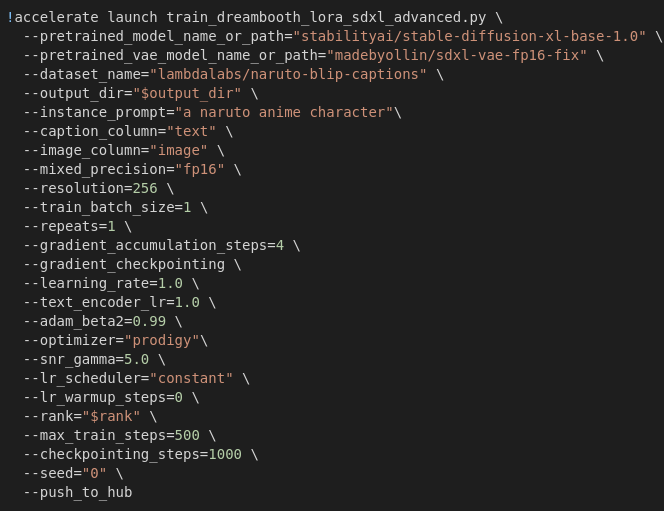 !accelerate launch train_dreambooth_lora_sdxl_advanced.py \
  --pretrained_model_name_or_path="stabilityai/stable-diffusion-xl-base-1.0" \
  --pretrained_vae_model_name_or_path="madebyollin/sdxl-vae-fp16-fix" \
  --dataset_name="lambdalabs/naruto-blip-captions" \
  --output_dir="$output_dir" \
  --instance_prompt="a naruto anime character"\
  --caption_column="text" \
  --image_column="image" \
  --mixed_precision="fp16" \
  --resolution=256 \
  --train_batch_size=1 \
  --repeats=1 \
  --gradient_accumulation_steps=4 \
  --gradient_checkpointing \
  --learning_rate=1.0 \
  --text_encoder_lr=1.0 \
  --adam_beta2=0.99 \
  --optimizer="prodigy"\
  --snr_gamma=5.0 \
  --lr_scheduler="constant" \
  --lr_warmup_steps=0 \
  --rank="$rank" \
  --max_train_steps=500 \
  --checkpointing_steps=1000 \
  --seed="0" \
  --push_to_hub